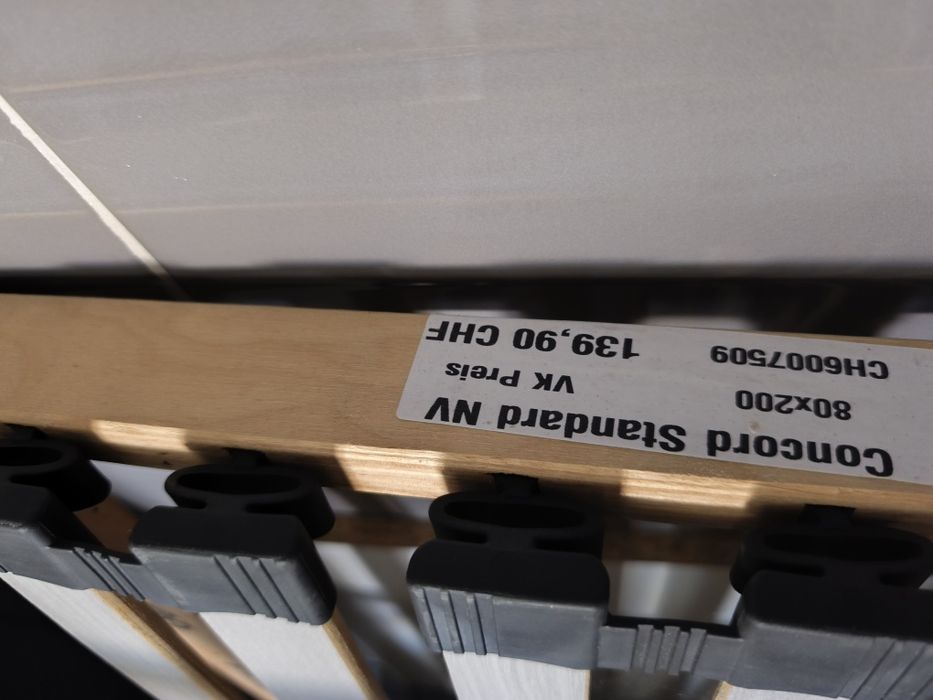 Concord Standard NV
80x200 VK Preis
CH6007509 139,90 CHF